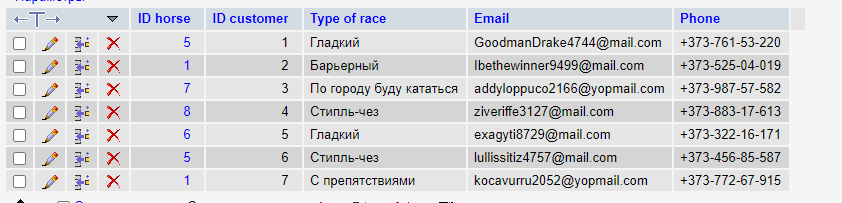 Параметры
ID horse ID customer Type of race Email Phone
5 1 Гладкий GoodmanDrake4744@mail.com +373-761-53-220
1 2 Барьерный Ibethewinner9499@mail.com +373-525-04-019
7 3 По городу буду кататься addyloppuco2166@yopmail.com +373-987-57-582
8 4 Стипль-чез ziveriffe3127@mail.com +373-883-17-613
6 5 Гладкий exagyti8729@mail.com +373-322-16-171
5 6 Стипль-чез lullissitiz4757@mail.com +373-456-85-587
1 7 С препятствиями kocavurru2052@yopmail.com +373-772-67-915